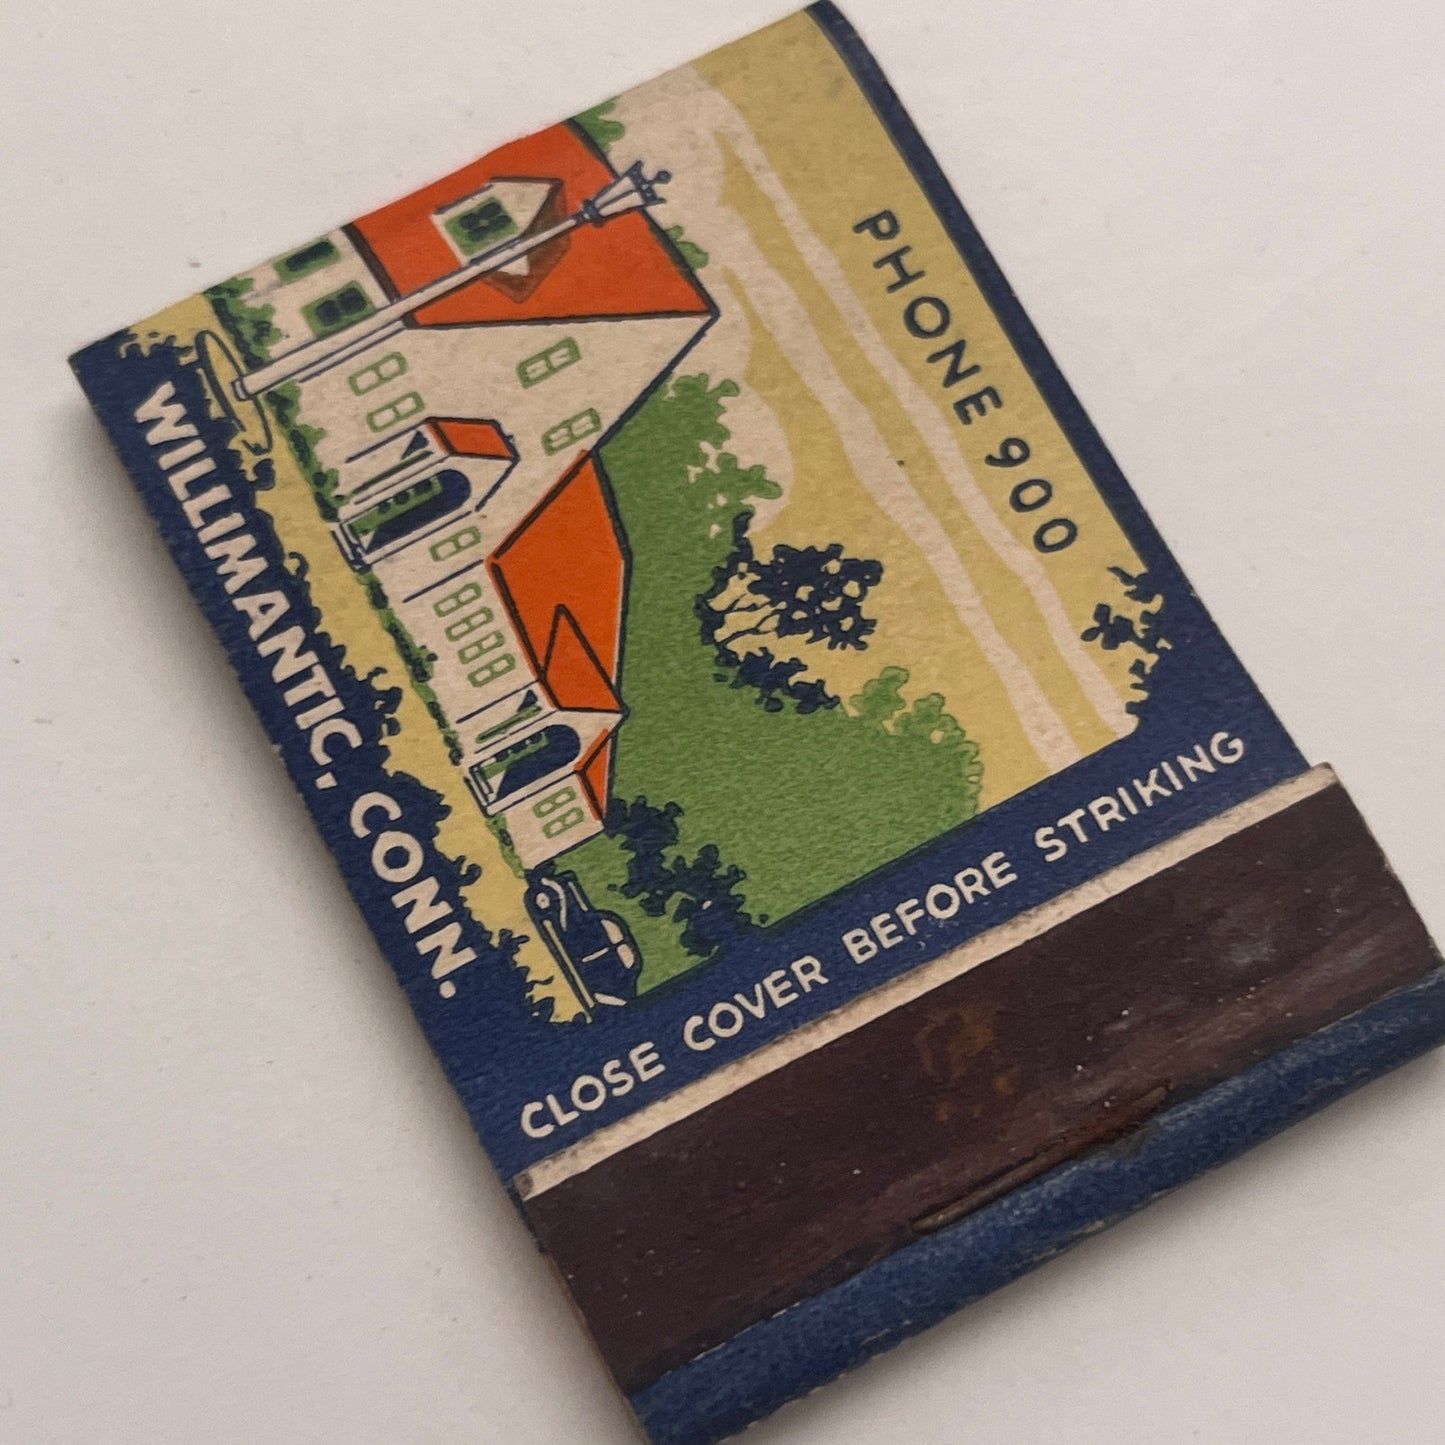 PHONE 900
WILLIMANTIC, CONN.
CLOSE COVER BEFORE STRIKING